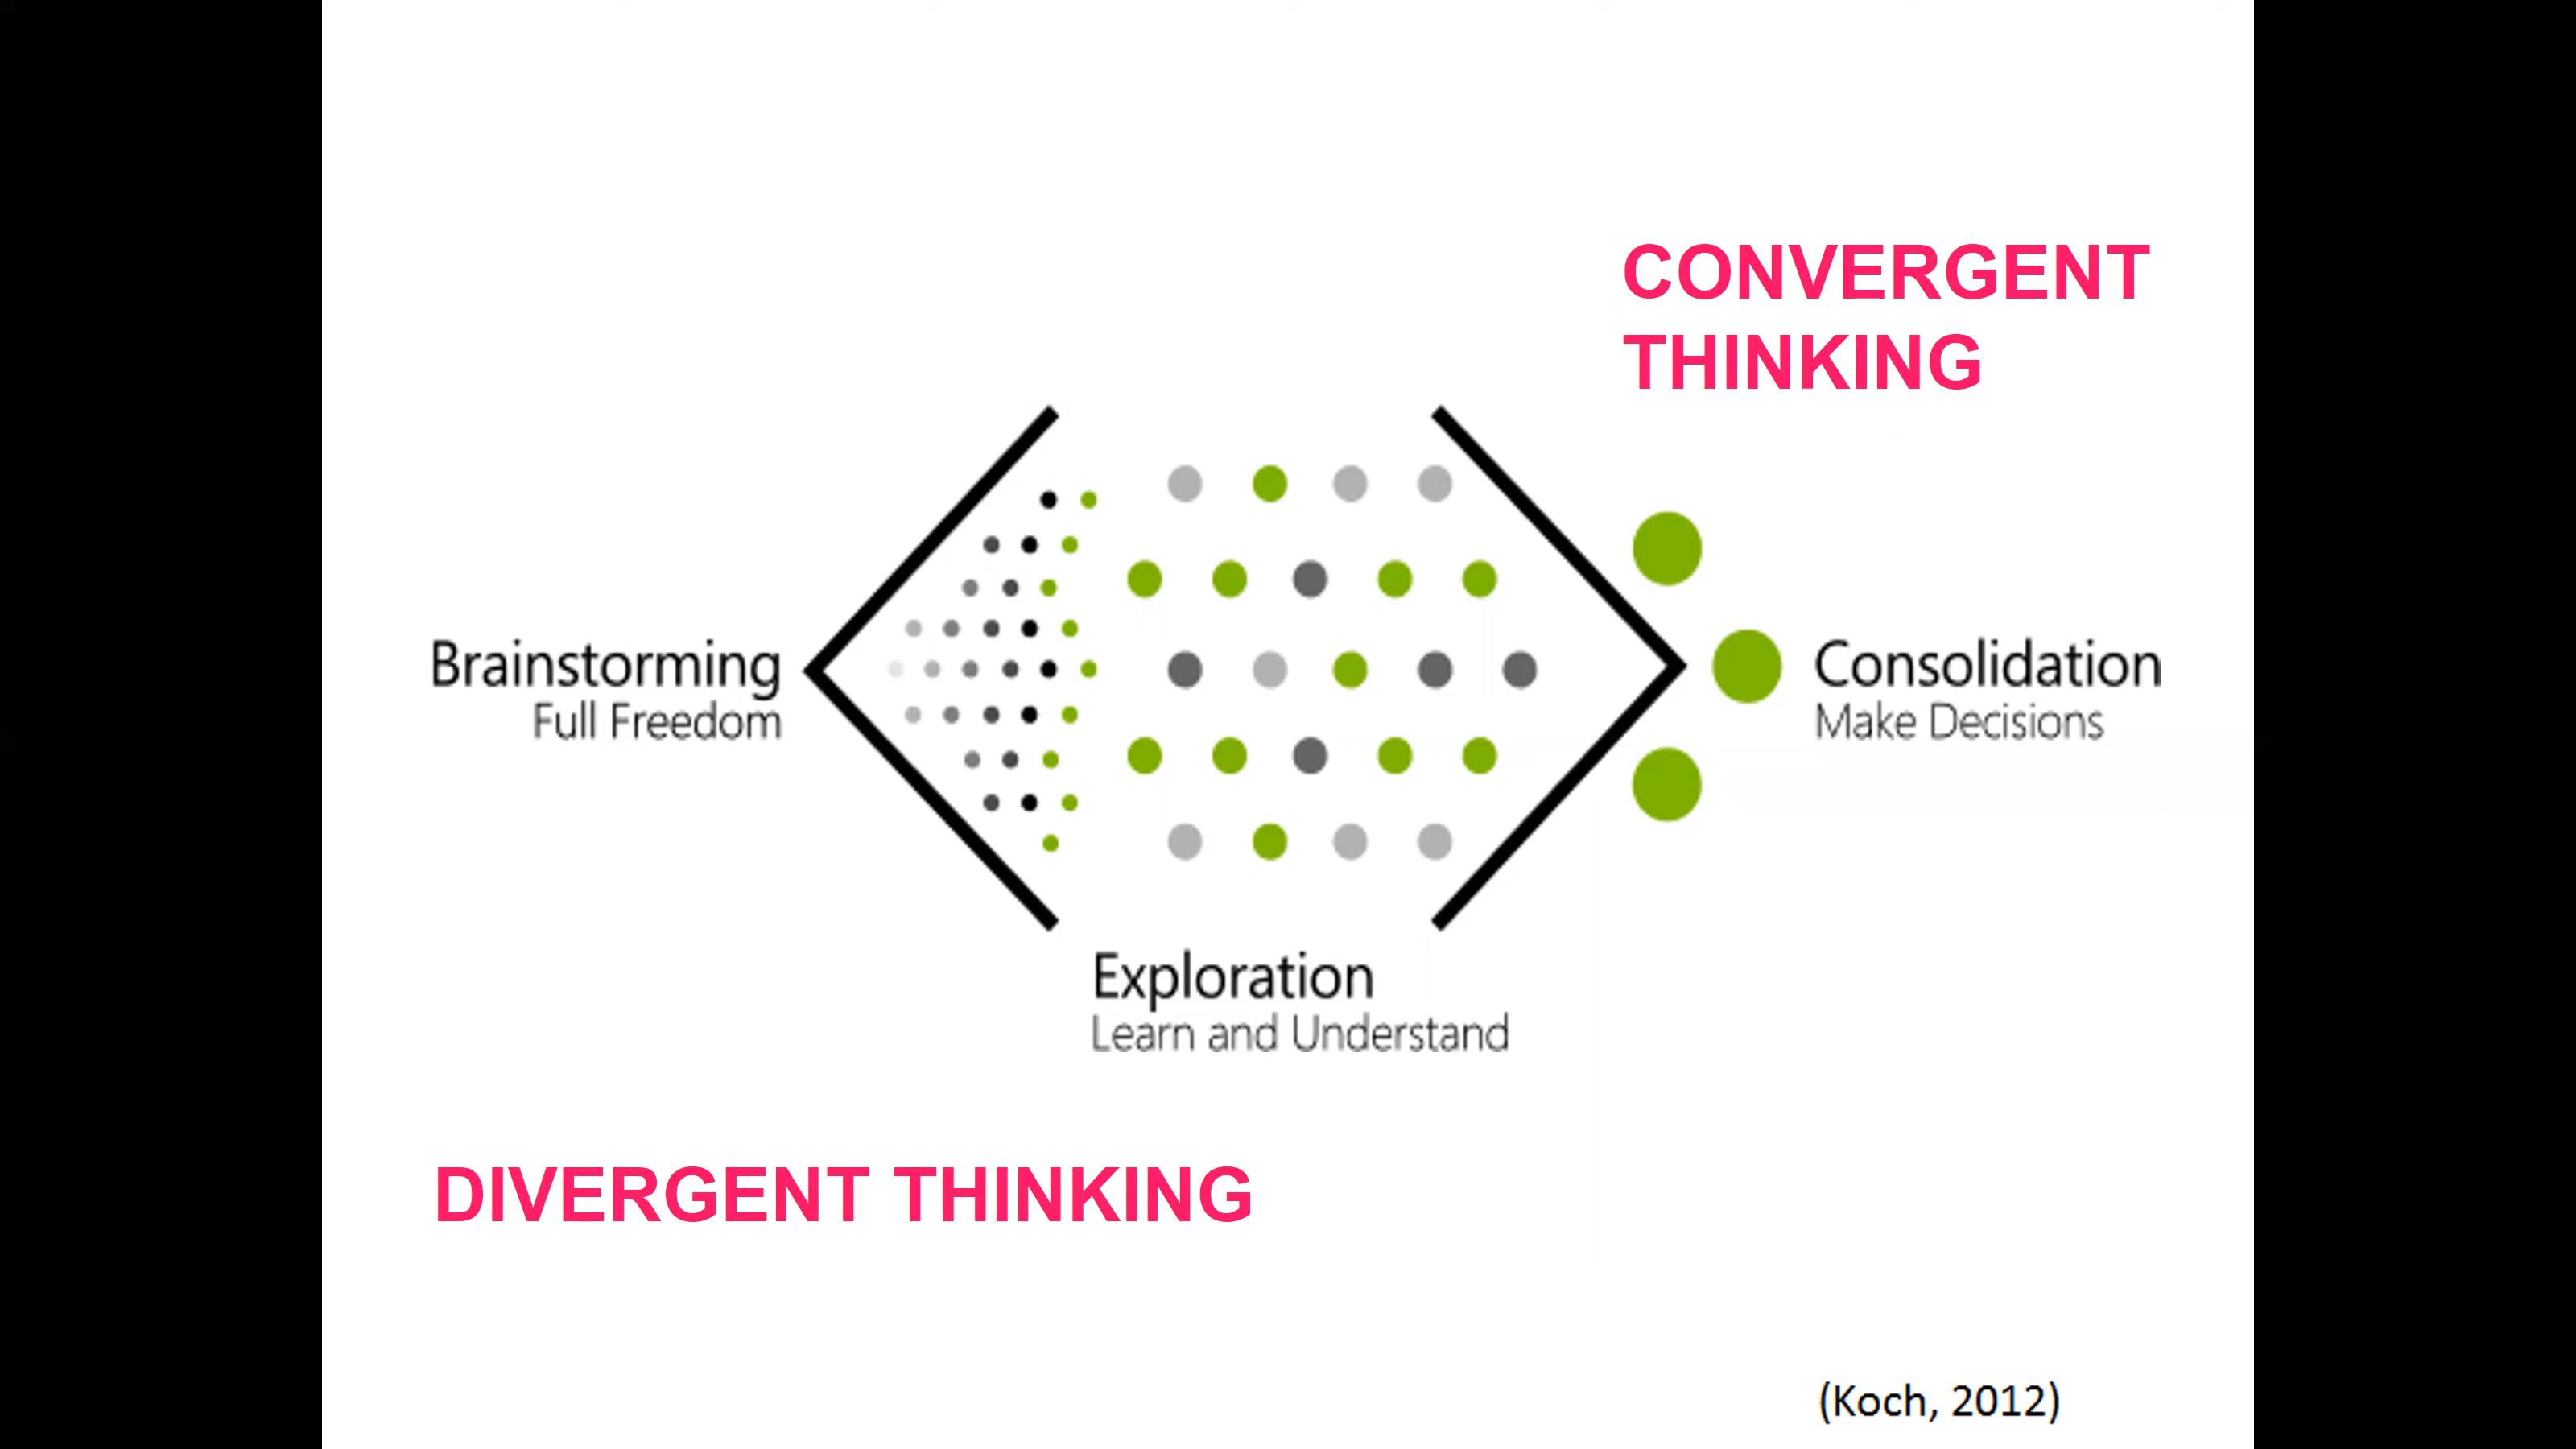 CONVERGENT
THINKING
Brainstorming
Full Freedom
Consolidation
Make Decisions
Exploration
Learn and Understand
DIVERGENT THINKING
(Koch, 2012)